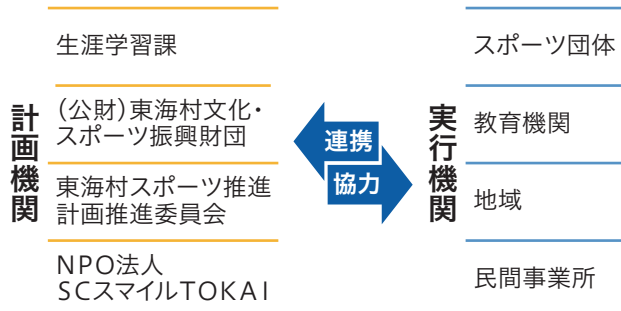 計画機関
生涯学習課
(公財)東海村文化・
スポーツ振興財団
東海村スポーツ推進
計画推進委員会
NPO法人
SCスマイルTOKAI
連携
協力
実行機関
スポーツ団体
教育機関
地域
民間事業所